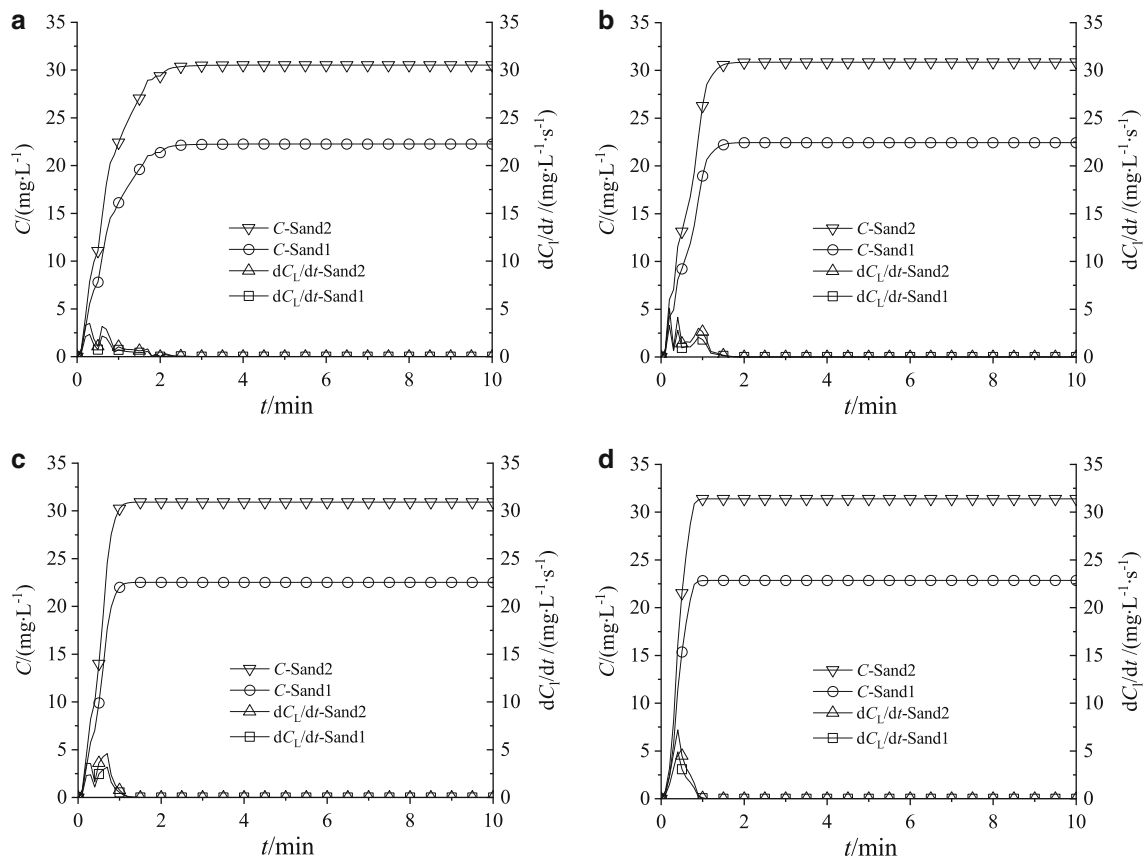 a
35
30
25
20
15
10
5
0
C/(mg·L⁻¹)
35
30
25
20
15
10
5
0
dC_l/dt /(mg·L⁻¹·s⁻¹)
C-Sand2
C-Sand1
dC_L/dt-Sand2
dC_L/dt-Sand1
0 2 4 6 8 10
t/min
b
35
30
25
20
15
10
5
0
C/(mg·L⁻¹)
35
30
25
20
15
10
5
0
dC_l/dt /(mg·L⁻¹·s⁻¹)
C-Sand2
C-Sand1
dC_L/dt-Sand2
dC_L/dt-Sand1
0 2 4 6 8 10
t/min
c
35
30
25
20
15
10
5
0
C/(mg·L⁻¹)
35
30
25
20
15
10
5
0
dC_l/dt /(mg·L⁻¹·s⁻¹)
C-Sand2
C-Sand1
dC_L/dt-Sand2
dC_L/dt-Sand1
0 2 4 6 8 10
t/min
d
35
30
25
20
15
10
5
0
C/(mg·L⁻¹)
35
30
25
20
15
10
5
0
dC_l/dt /(mg·L⁻¹·s⁻¹)
C-Sand2
C-Sand1
dC_L/dt-Sand2
dC_L/dt-Sand1
0 2 4 6 8 10
t/min